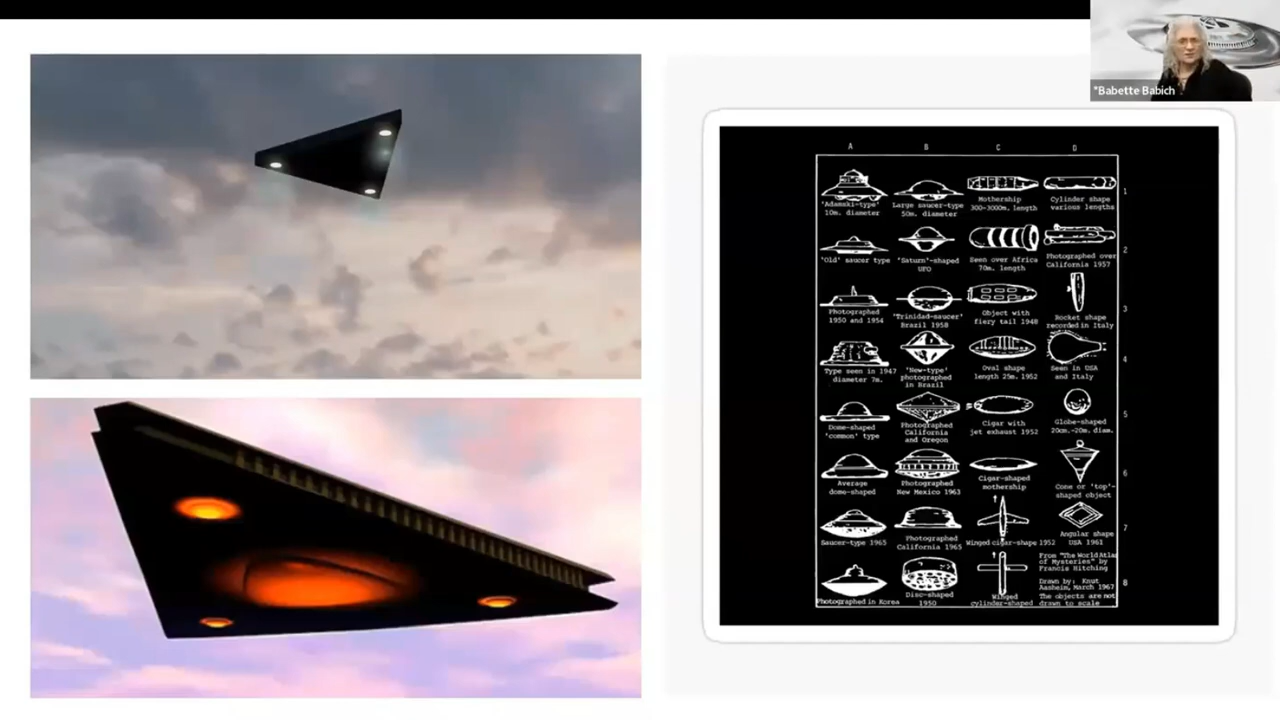 *Babette Babich
A B C D
'Adamski-type'
10m. diameter
Large saucer-type
50m. diameter
Mothership
300-3000m. length
Cylinder shape
various lengths
1
'Old' saucer type
'Saturn'-shaped
UFO
Seen over Africa
70m. length
Photographed over
California 1957
2
Photographed
1950 and 1954
'Trinidad-saucer'
Brazil 1958
Object with
fiery tail 1948
Rocket shape
recorded in Italy
3
Type seen in 1947
diameter 7m.
'New-type'
photographed
in Brazil
Oval shape
length 25m. 1952
Seen in USA
and Italy
4
Dome-shaped
'common' type
Photographed
California
and Oregon
Cigar with
jet exhaust 1952
Globe-shaped
20cm.-20m. diam.
5
Average
dome-shaped
Photographed
New Mexico 1963
Cigar-shaped
mothership
Cone or 'top'-
shaped object
6
Saucer-type 1965
Photographed
California 1965
Winged cigar-shape 1952
Angular shape
USA 1961
7
Photographed in Korea
Disc-shaped
1950
Winged
cylinder-shaped
From "The World Atlas
of Mysteries" by
Francis Hitching
Drawn by: Knut
Aasheim, March 1967
The objects are not
drawn to scale
8